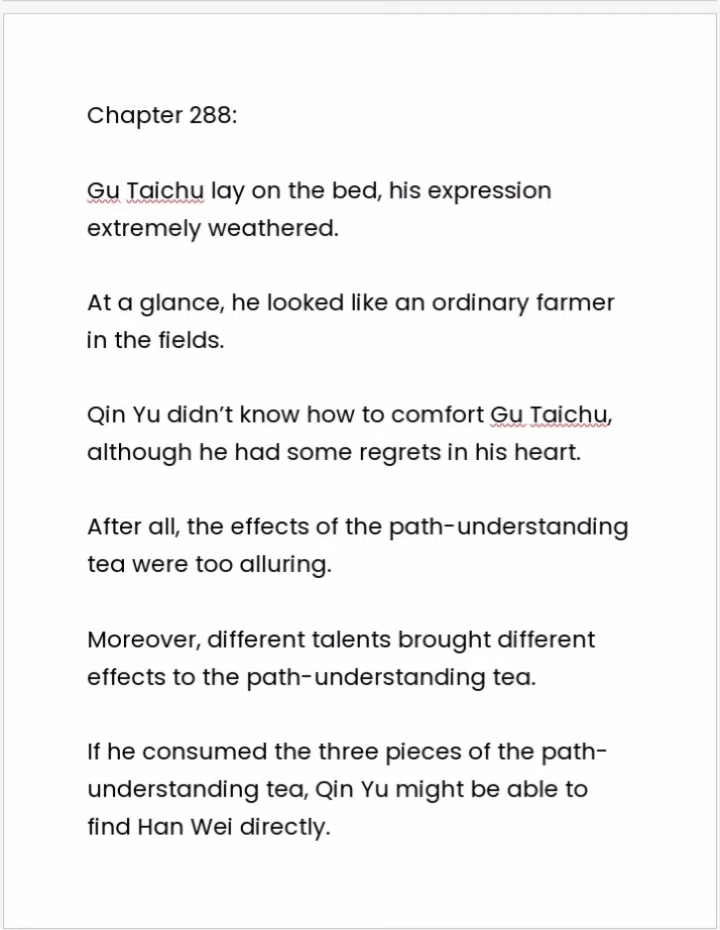 Chapter 288:
Gu Taichu lay on the bed, his expression
extremely weathered.
At a glance, he looked like an ordinary farmer
in the fields.
Qin Yu didn’t know how to comfort Gu Taichu,
although he had some regrets in his heart.
After all, the effects of the path-understanding
tea were too alluring.
Moreover, different talents brought different
effects to the path-understanding tea.
If he consumed the three pieces of the path-
understanding tea, Qin Yu might be able to
find Han Wei directly.